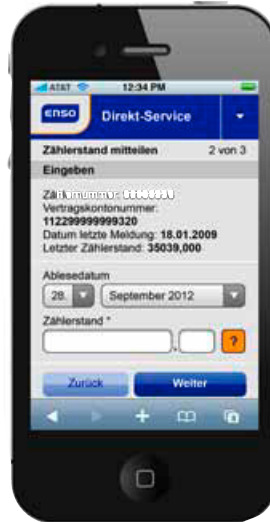 AT&T 12:34 PM
enso Direkt-Service
Zählerstand mitteilen 2 von 3
Eingeben
Vertragskontonummer:
112299999999320
Datum letzte Meldung: 18.01.2009
Letzter Zählerstand: 35039,000
Ablesedatum
28. September 2012
Zählerstand *
, ?
Zurück Weiter